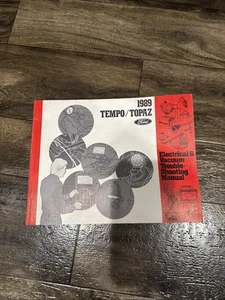 1989
TEMPO/TOPAZ
Ford
Electrical &
Vacuum
Trouble-
Shooting
Manual